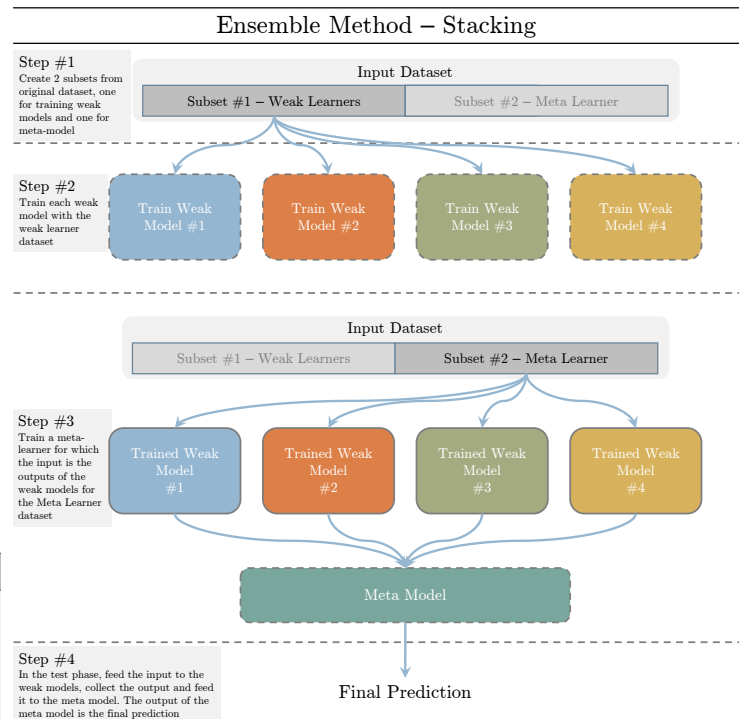 Ensemble Method – Stacking
Step #1
Create 2 subsets from
original dataset, one
for training weak
models and one for
meta-model
Input Dataset
Subset #1 – Weak Learners
Subset #2 – Meta Learner
Step #2
Train each weak
model with the
weak learner
dataset
Train Weak
Model #1
Train Weak
Model #2
Train Weak
Model #3
Train Weak
Model #4
Input Dataset
Subset #1 – Weak Learners
Subset #2 – Meta Learner
Step #3
Train a meta-
learner for which
the input is the
outputs of the
weak models for
the Meta Learner
dataset
Trained Weak
Model
#1
Trained Weak
Model
#2
Trained Weak
Model
#3
Trained Weak
Model
#4
Meta Model
Step #4
In the test phase, feed the input to the
weak models, collect the output and feed
it to the meta model. The output of the
meta model is the final prediction
Final Prediction